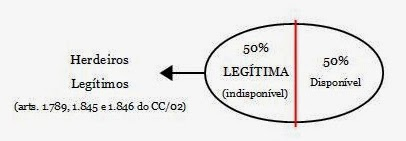 Herdeiros
Legítimos
(arts. 1.789, 1.845 e 1.846 do CC/02)
50%
LEGÍTIMA
(indisponível)
50%
Disponível